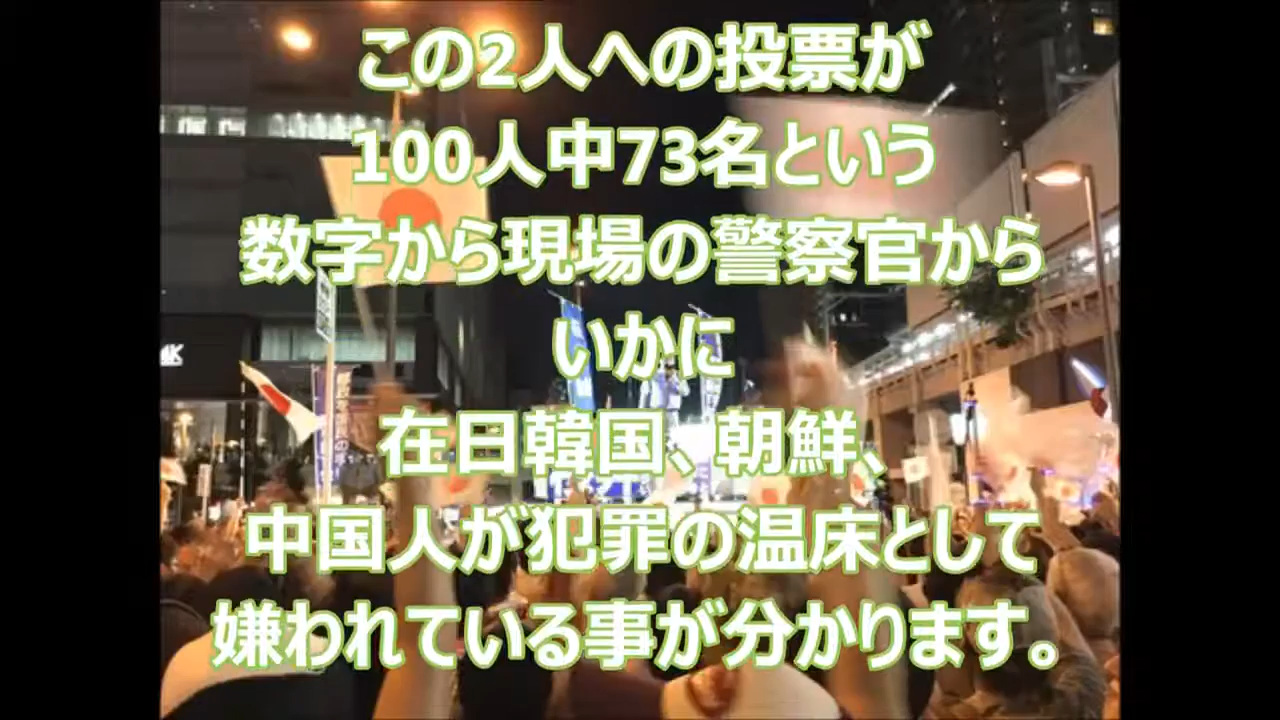 この2人への投票が
100人中73名という
数字から現場の警察官から
いかに
在日韓国、朝鮮、
中国人が犯罪の温床として
嫌われている事が分かります。